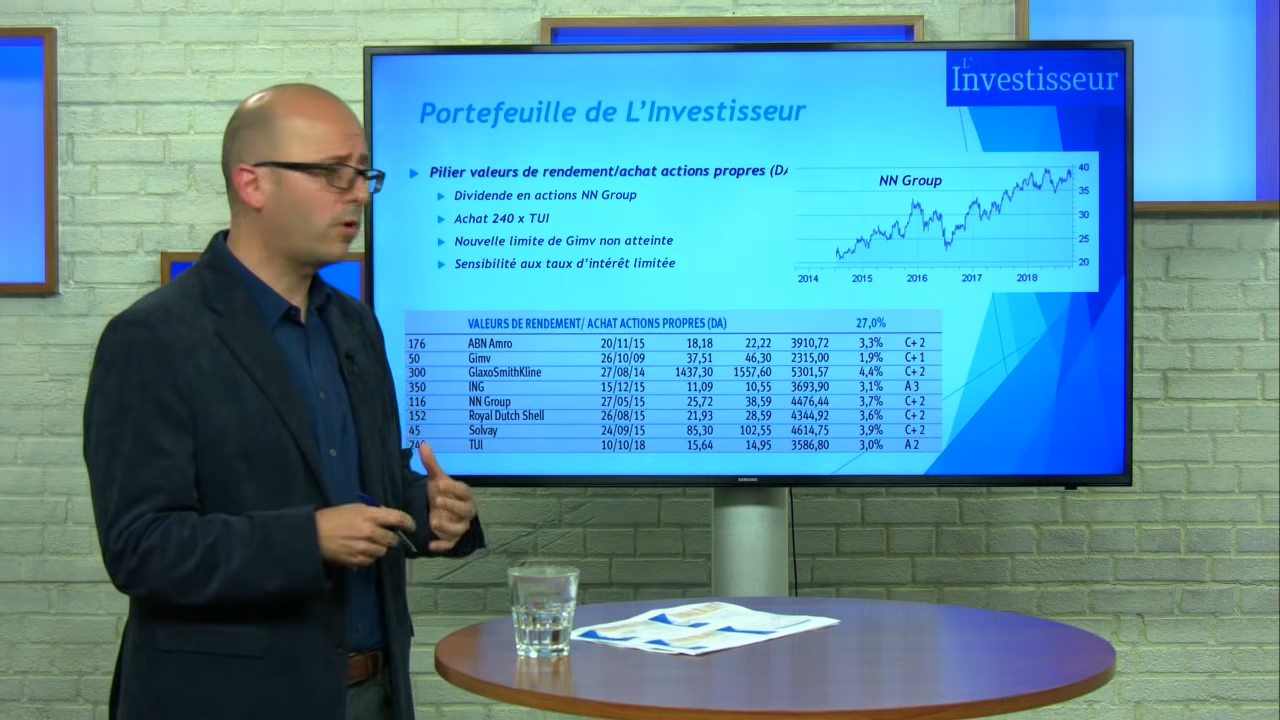 L'Investisseur
Portefeuille de L'Investisseur
Pilier valeurs de rendement/achat actions propres (DA
Dividende en actions NN Group
Achat 240 x TUI
Nouvelle limite de Gimv non atteinte
Sensibilité aux taux d'intérêt limitée
NN Group
40
35
30
25
20
2014 2015 2016 2017 2018
VALEURS DE RENDEMENT/ ACHAT ACTIONS PROPRES (DA) 27,0%
176 ABN Amro 20/11/15 18,18 22,22 3910,72 3,3% C+ 2
50 Gimv 26/10/09 37,51 46,30 2315,00 1,9% C+ 1
300 GlaxoSmithKline 27/08/14 1437,30 1557,60 5301,57 4,4% C+ 2
350 ING 15/12/15 11,09 10,55 3693,90 3,1% A 3
116 NN Group 27/05/15 25,72 38,59 4476,44 3,7% C+ 2
152 Royal Dutch Shell 26/08/15 21,93 28,59 4344,92 3,6% C+ 2
45 Solvay 24/09/15 85,30 102,55 4614,75 3,9% C+ 2
TUI 10/10/18 15,64 14,95 3586,80 3,0% A 2
SAMSUNG